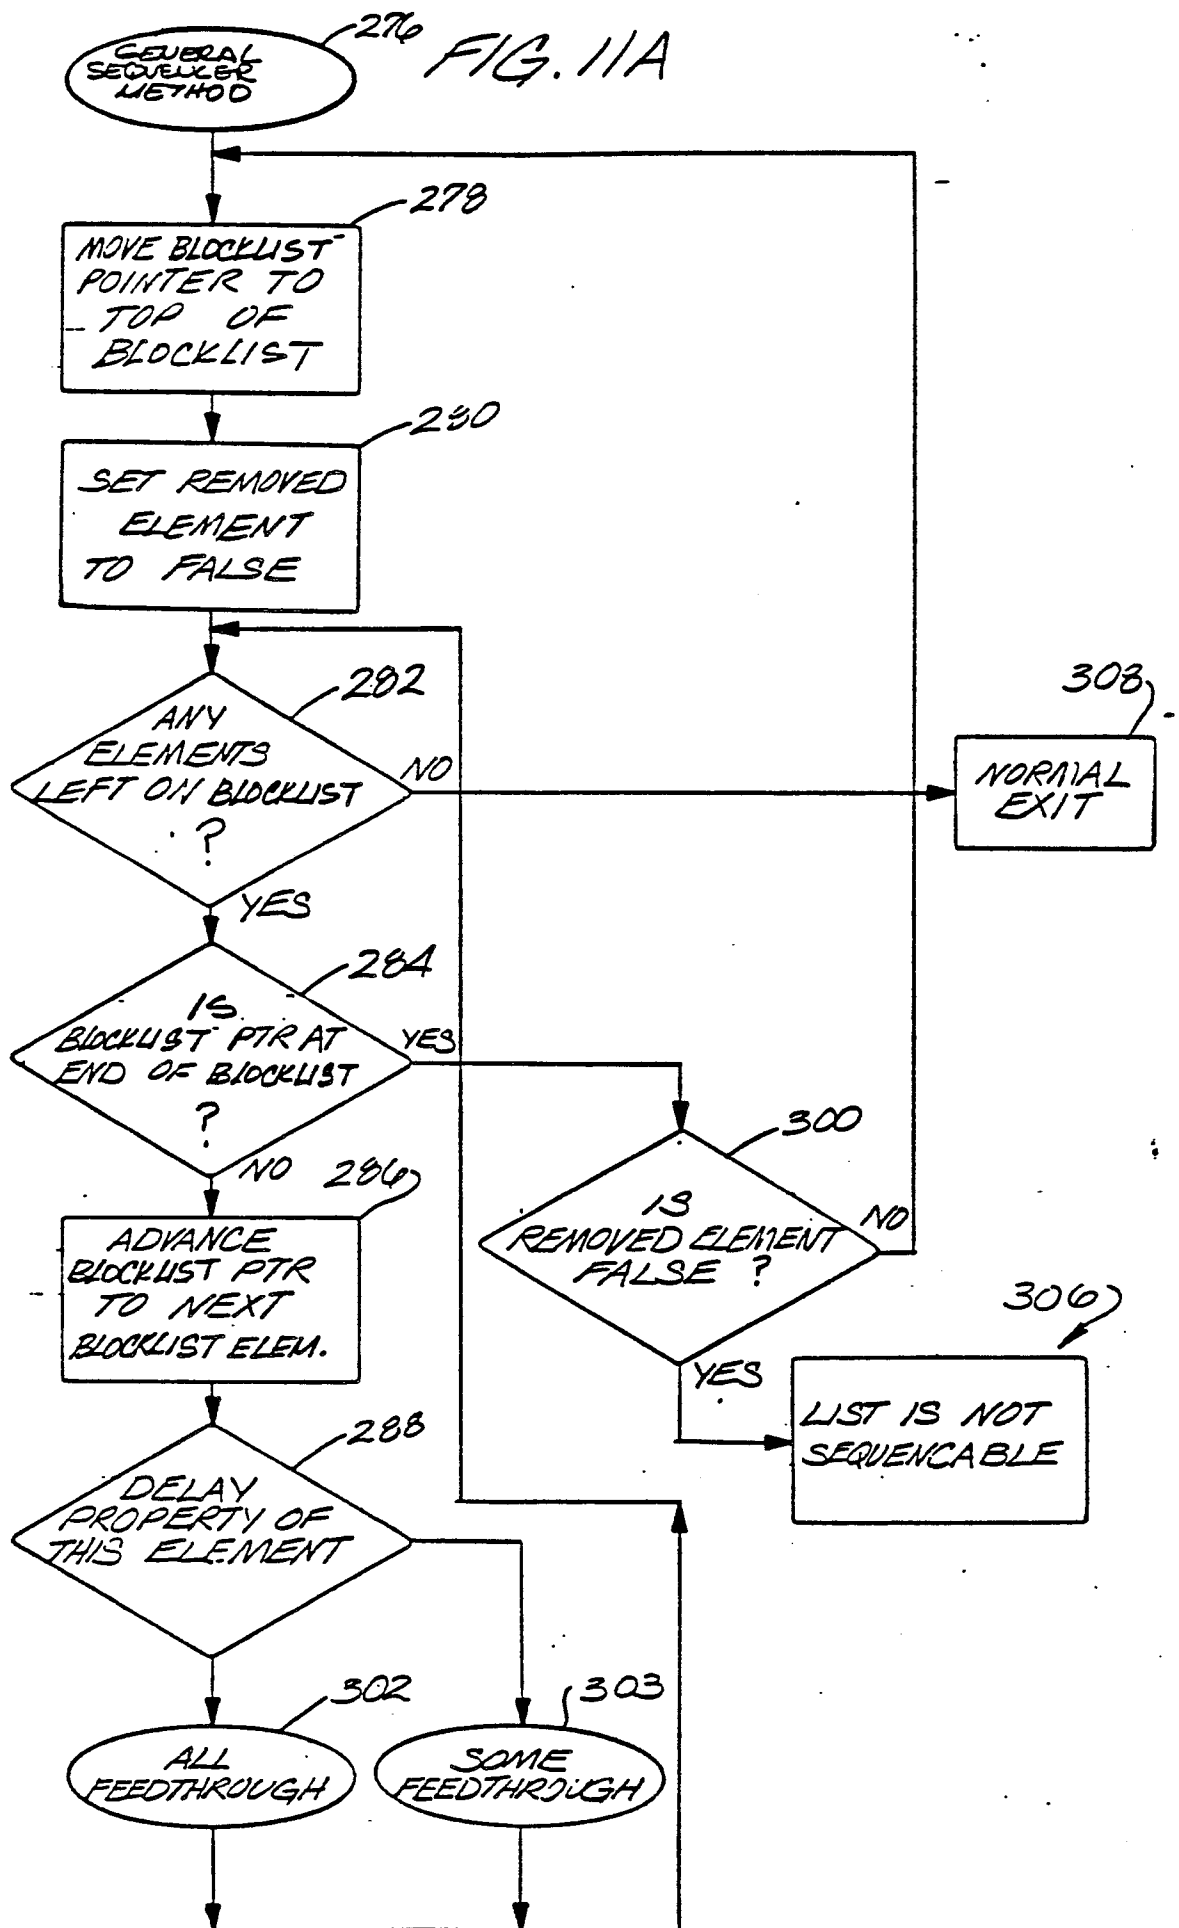 276
FIG. 11A
GENERAL
SEQUENCER
METHOD
278
MOVE BLOCKLIST
POINTER TO
TOP OF
BLOCKLIST
280
SET REMOVED
ELEMENT
TO FALSE
282
ANY
ELEMENTS
LEFT ON BLOCKLIST
?
NO
308
NORMAL
EXIT
YES
284
IS
BLOCKLIST PTR AT
END OF BLOCKLIST
?
YES
NO
286
300
IS
REMOVED ELEMENT
FALSE ?
NO
ADVANCE
BLOCKLIST PTR
TO NEXT
BLOCKLIST ELEM.
306
YES
LIST IS NOT
SEQUENCABLE
288
DELAY
PROPERTY OF
THIS ELEMENT
302
303
ALL
FEEDTHROUGH
SOME
FEEDTHROUGH